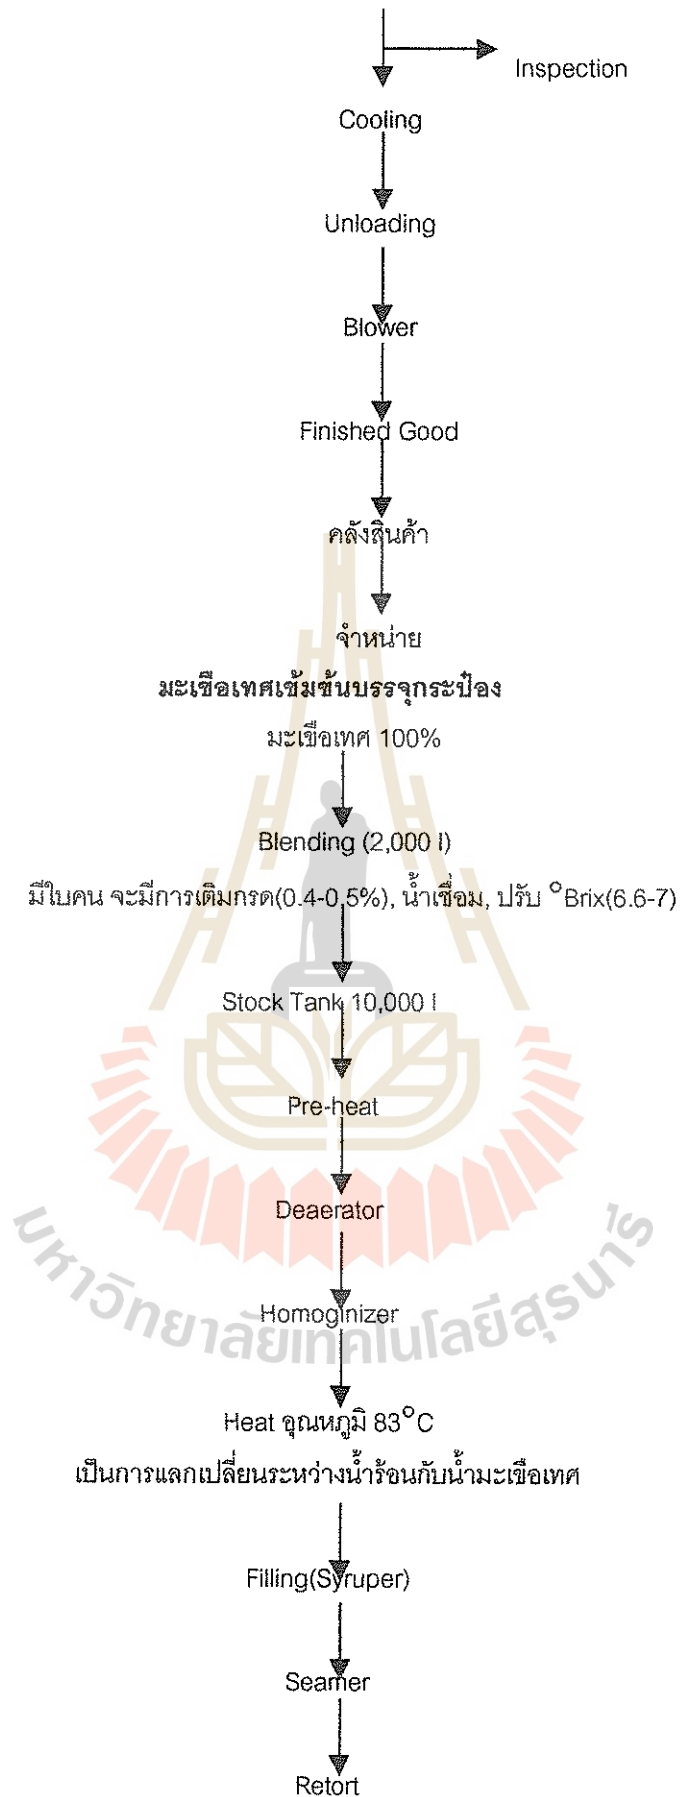 Inspection
Cooling
Unloading
Blower
Finished Good
คลังสินค้า
จำหน่าย
มะเขือเทศเข้มข้นบรรจุกระป๋อง
มะเขือเทศ 100%
Blending (2,000 l)
มีใบคน จะมีการเติมกรด(0.4-0.5%), น้ำเชื่อม, ปรับ °Brix(6.6-7)
Stock Tank 10,000 l
Pre-heat
Deaerator
มหาวิทยาลัยเทคโนโลยีสุรนารี
Homoginizer
Heat อุณหภูมิ 83°C
เป็นการแลกเปลี่ยนระหว่างน้ำร้อนกับน้ำมะเขือเทศ
Filling(Syruper)
Seamer
Retort